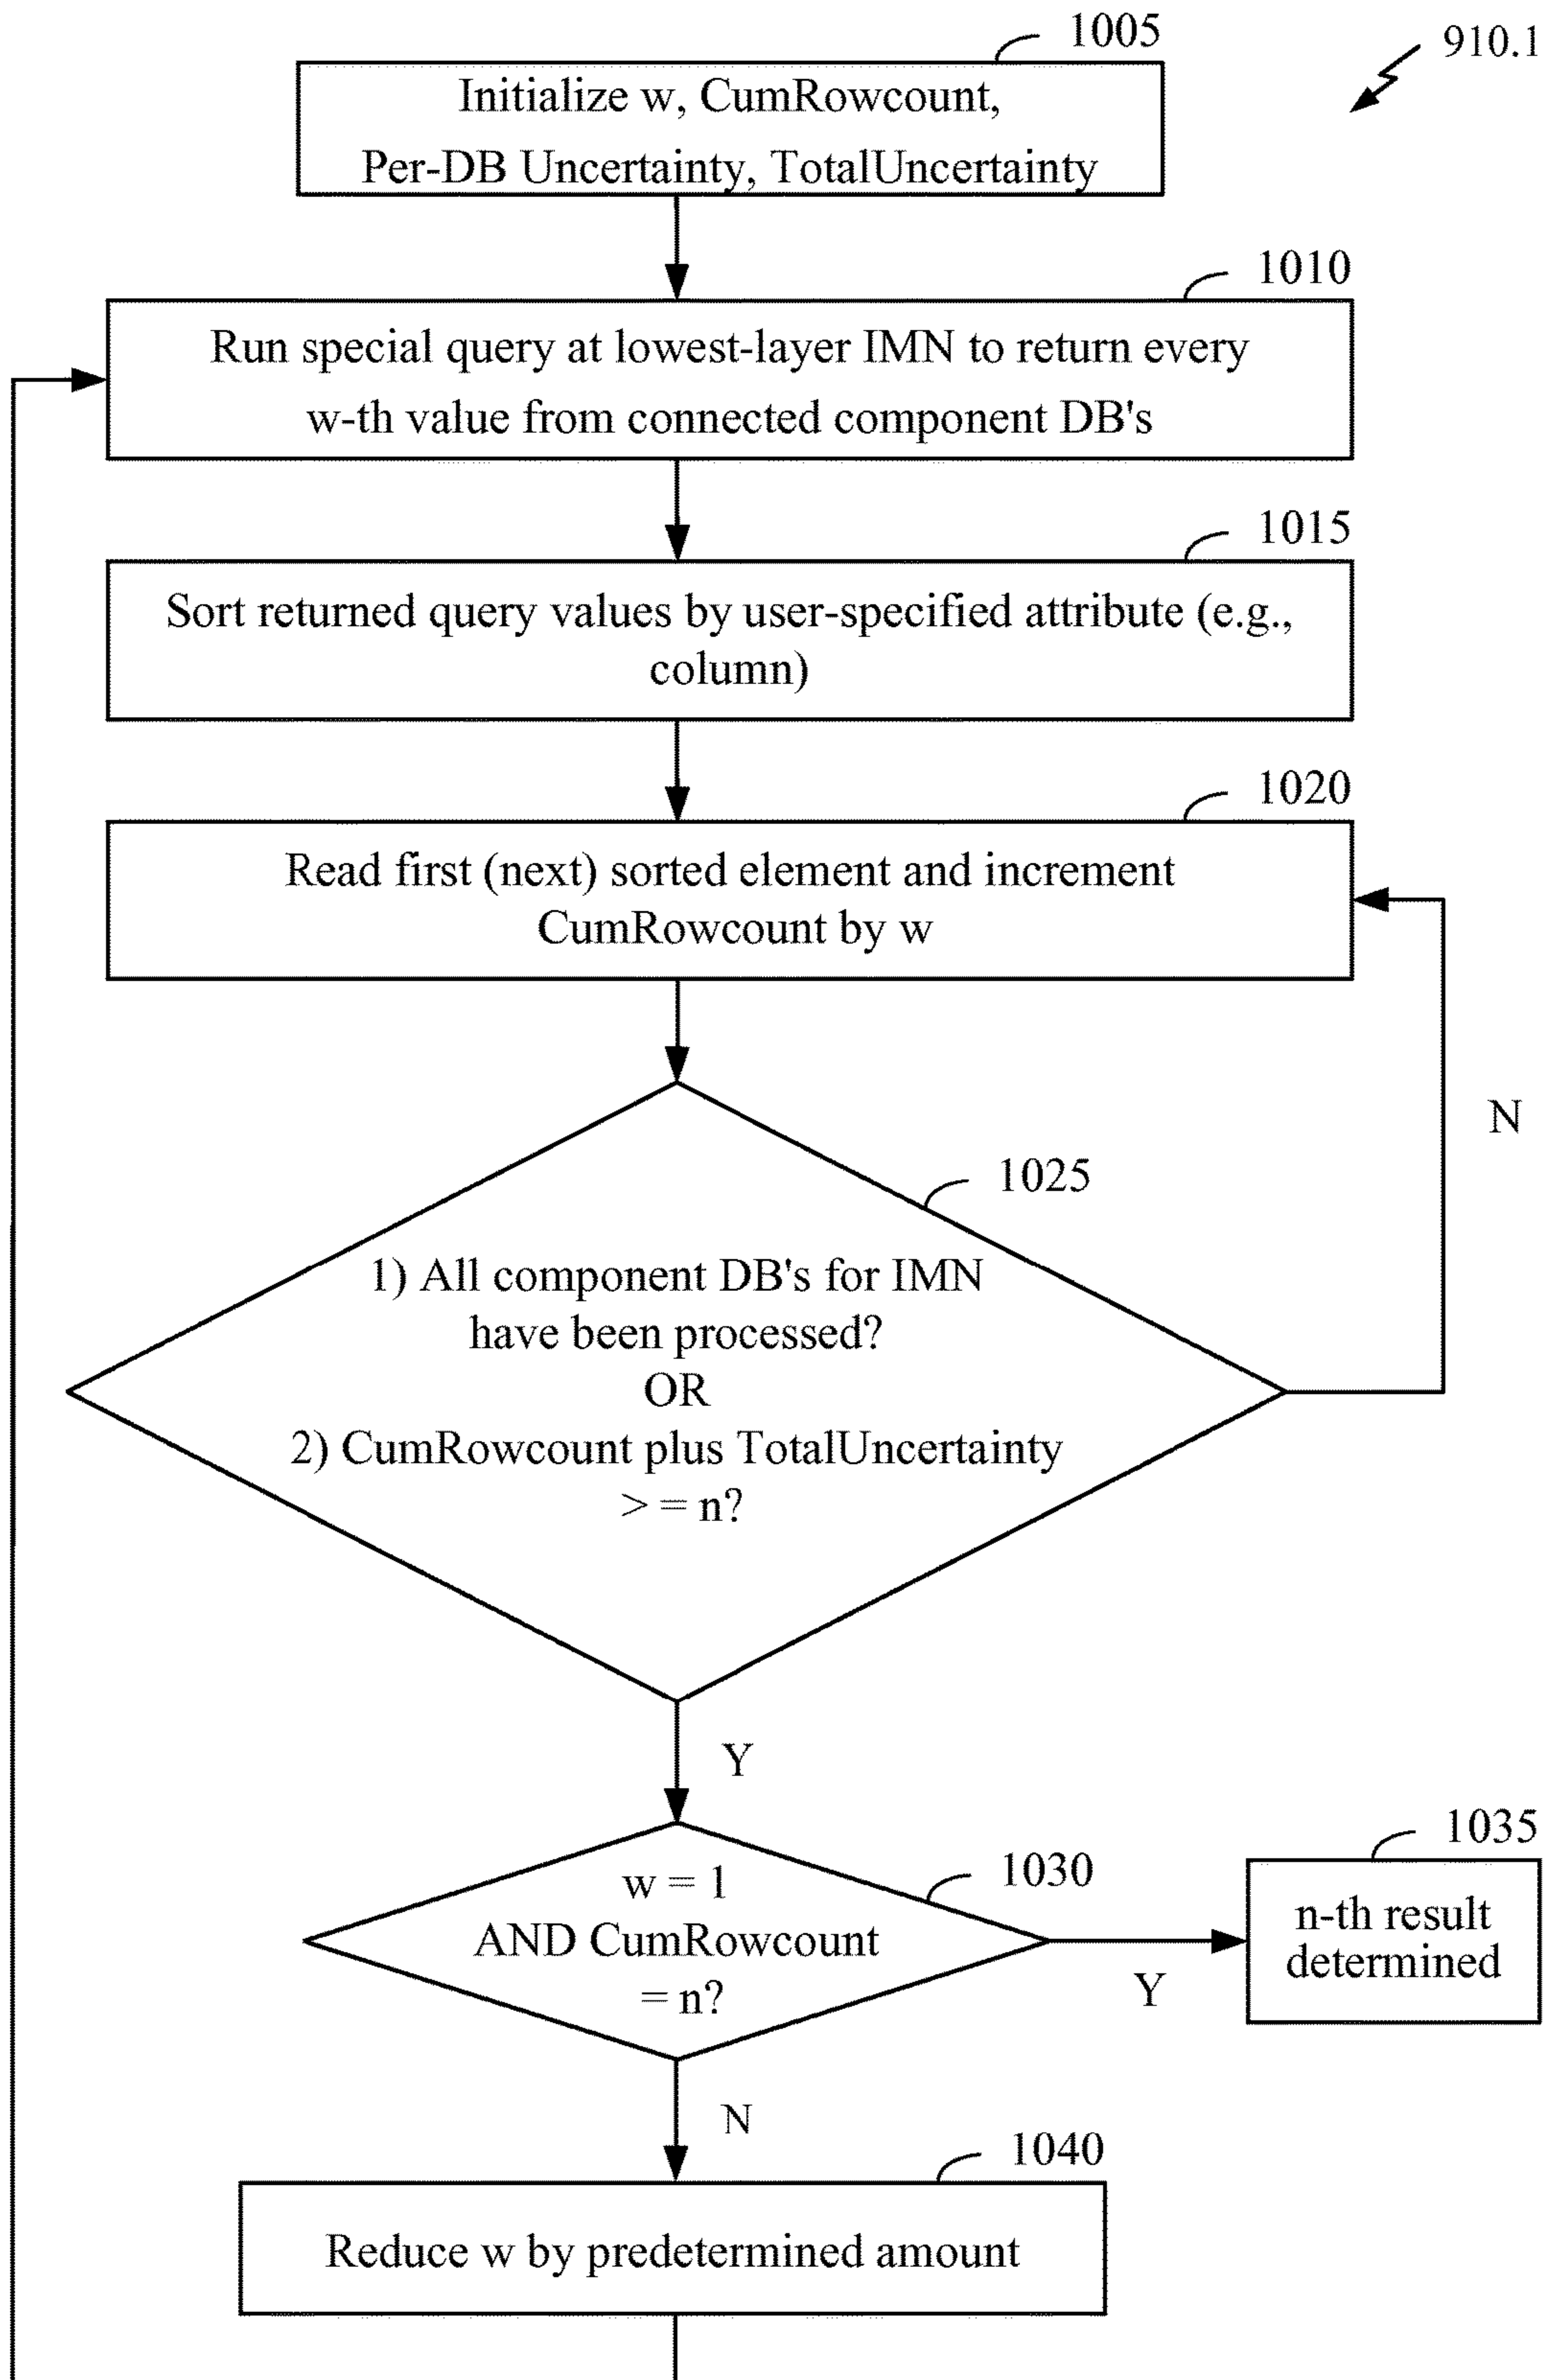 1005
910.1
Initialize w, CumRowcount,
Per-DB Uncertainty, TotalUncertainty
1010
Run special query at lowest-layer IMN to return every
w-th value from connected component DB's
1015
Sort returned query values by user-specified attribute (e.g.,
column)
1020
Read first (next) sorted element and increment
CumRowcount by w
N
1025
1) All component DB's for IMN
have been processed?
OR
2) CumRowcount plus TotalUncertainty
> = n?
Y
1030
w = 1
AND CumRowcount
= n?
Y
1035
n-th result
determined
N
1040
Reduce w by predetermined amount